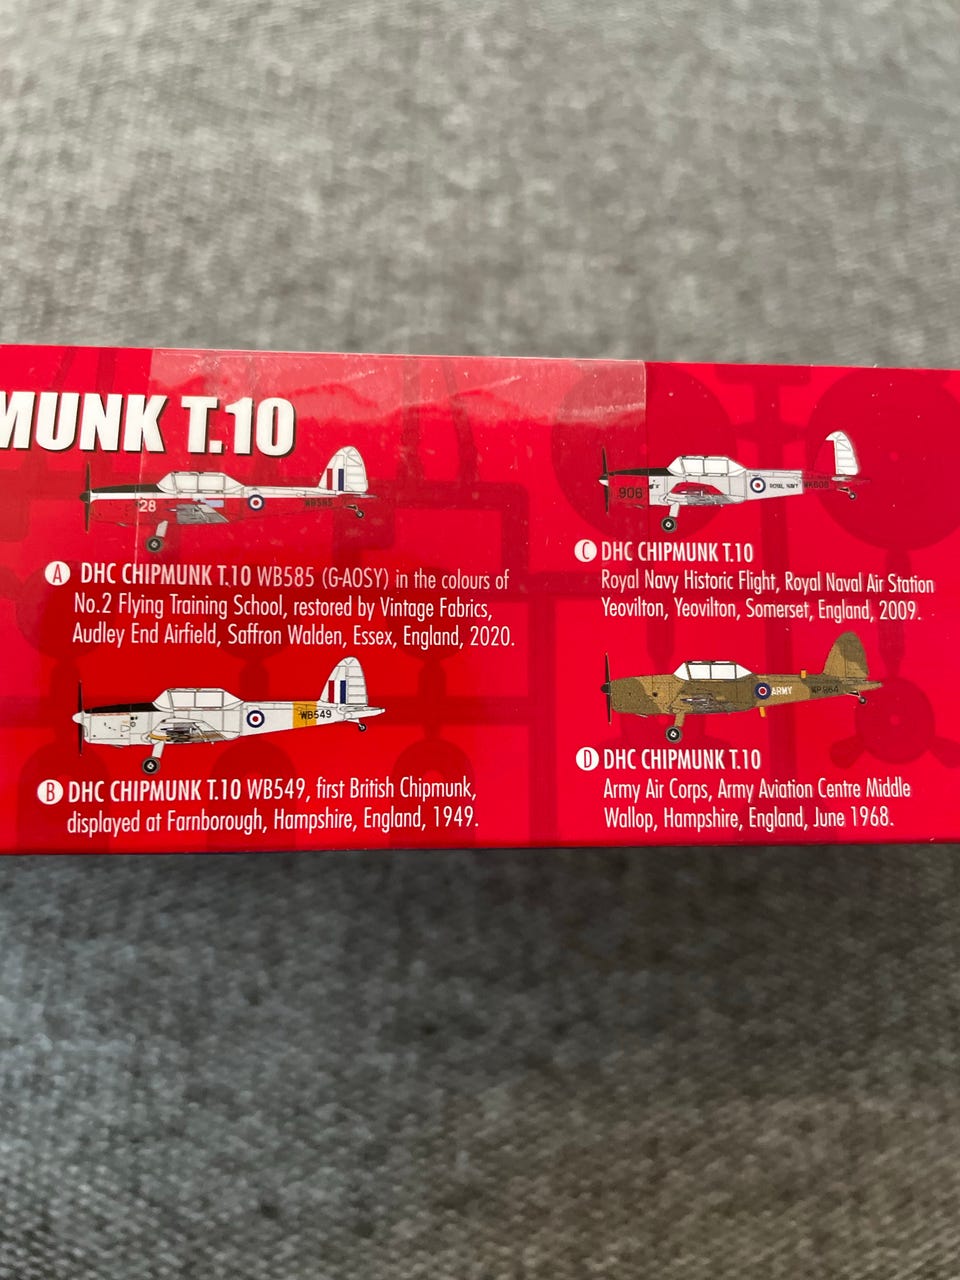 MUNK T.10
28
WB585
A DHC CHIPMUNK T.10 WB585 (G-AOSY) in the colours of
No.2 Flying Training School, restored by Vintage Fabrics,
Audley End Airfield, Saffron Walden, Essex, England, 2020.
WB549
B DHC CHIPMUNK T.10 WB549, first British Chipmunk,
displayed at Farnborough, Hampshire, England, 1949.
906
ROYAL NAVY
C DHC CHIPMUNK T.10
Royal Navy Historic Flight, Royal Naval Air Station
Yeovilton, Yeovilton, Somerset, England, 2009.
ARMY
D DHC CHIPMUNK T.10
Army Air Corps, Army Aviation Centre Middle
Wallop, Hampshire, England, June 1968.